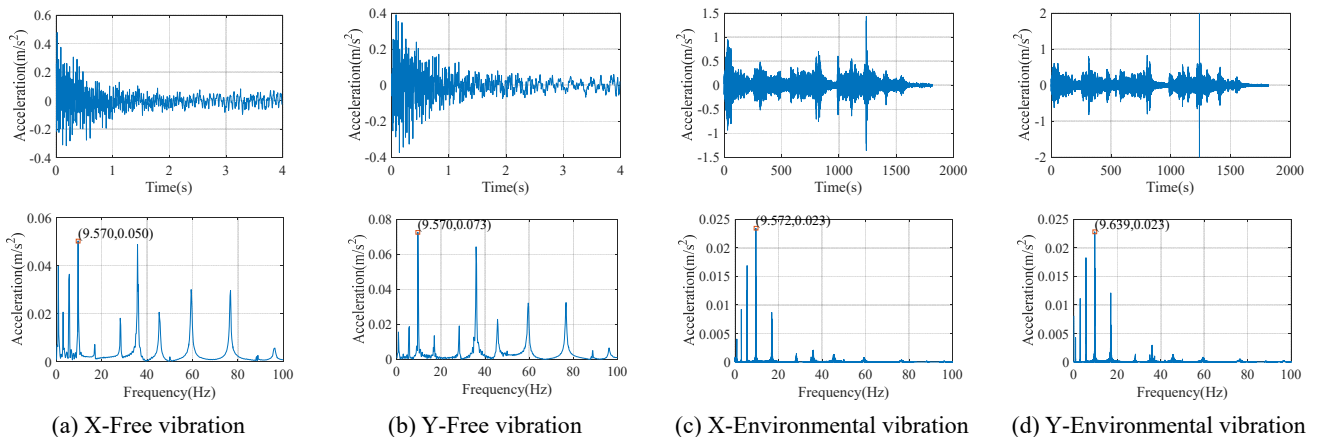 0.6
0.4
0.2
0
-0.2
-0.4
Acceleration(m/s²)
0 1 2 3 4
Time(s)
0.4
0.2
0
-0.2
-0.4
Acceleration(m/s²)
0 1 2 3 4
Time(s)
1.5
1
0.5
0
-0.5
-1
-1.5
Acceleration(m/s²)
0 500 1000 1500 2000
Time(s)
2
1
0
-1
-2
Acceleration(m/s²)
0 500 1000 1500 2000
Time(s)
0.06
0.04
0.02
0
Acceleration(m/s²)
(9.570,0.050)
0 20 40 60 80 100
Frequency(Hz)
0.08
0.06
0.04
0.02
0
Acceleration(m/s²)
(9.570,0.073)
0 20 40 60 80 100
Frequency(Hz)
0.025
0.02
0.015
0.01
0.005
0
Acceleration(m/s²)
(9.572,0.023)
0 20 40 60 80 100
Frequency(Hz)
0.025
0.02
0.015
0.01
0.005
0
Acceleration(m/s²)
(9.639,0.023)
0 20 40 60 80 100
Frequency(Hz)
(a) X-Free vibration
(b) Y-Free vibration
(c) X-Environmental vibration
(d) Y-Environmental vibration